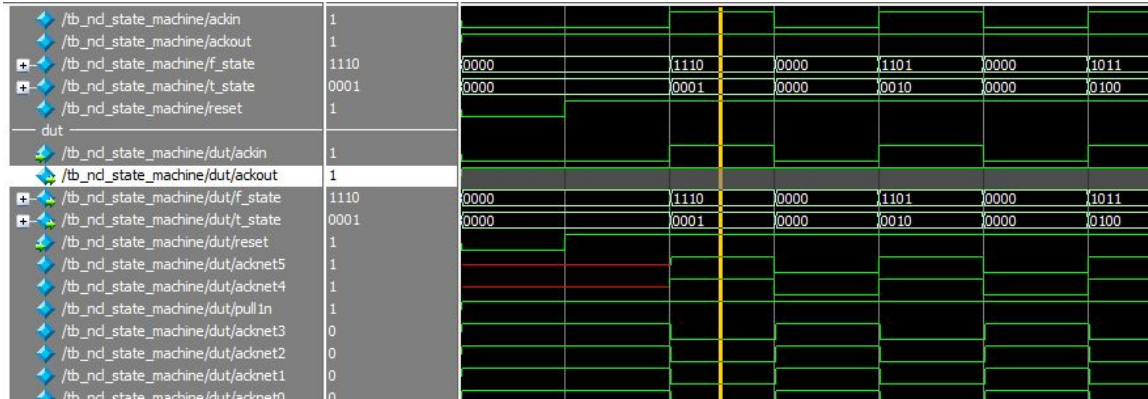 /tb_ncl_state_machine/ackin 1
/tb_ncl_state_machine/ackout 1
/tb_ncl_state_machine/f_state 1110 0000 1110 0000 1101 0000 1011
/tb_ncl_state_machine/t_state 0001 0000 0001 0000 0010 0000 0100
/tb_ncl_state_machine/reset 1
dut
/tb_ncl_state_machine/dut/ackin 1
/tb_ncl_state_machine/dut/ackout 1
/tb_ncl_state_machine/dut/f_state 1110 0000 1110 0000 1101 0000 1011
/tb_ncl_state_machine/dut/t_state 0001 0000 0001 0000 0010 0000 0100
/tb_ncl_state_machine/dut/reset 1
/tb_ncl_state_machine/dut/acknet5 1
/tb_ncl_state_machine/dut/acknet4 1
/tb_ncl_state_machine/dut/pull1n 1
/tb_ncl_state_machine/dut/acknet3 0
/tb_ncl_state_machine/dut/acknet2 0
/tb_ncl_state_machine/dut/acknet1 0
/tb_ncl_state_machine/dut/acknet0 0